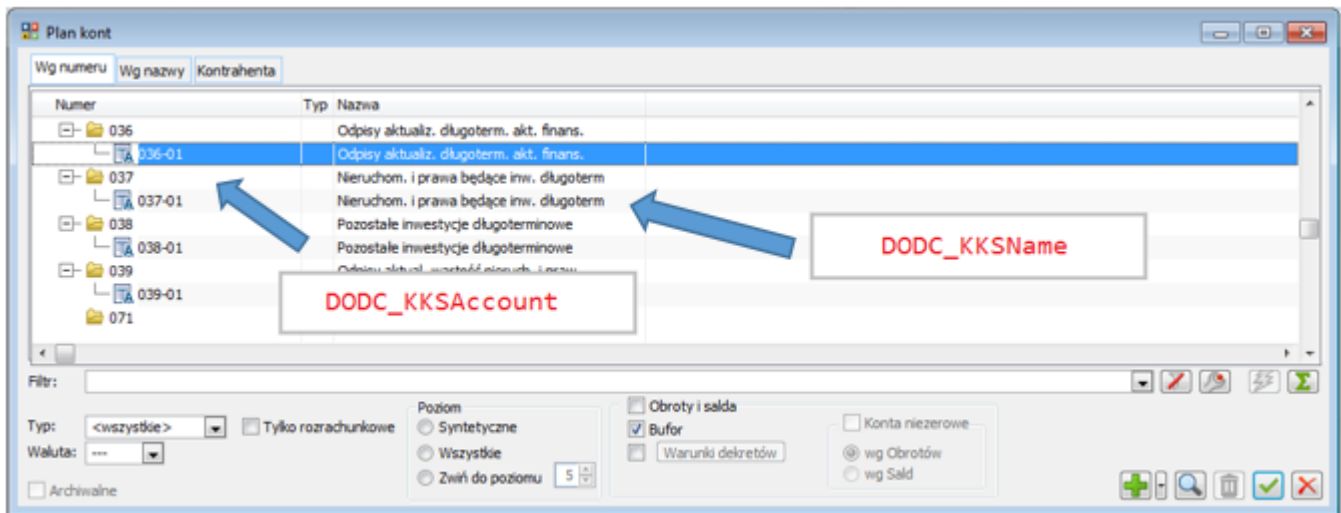 Plan kont
Wg numeru Wg nazwy Kontrahenta
Numer Typ Nazwa
036 Odpisy aktualiz. długoterm. akt. finans.
036-01 Odpisy aktualiz. długoterm. akt. finans.
037 Nieruchom. i prawa będące inw. długoterm
037-01 Nieruchom. i prawa będące inw. długoterm
038 Pozostałe inwestycje długoterminowe
038-01 Pozostałe inwestycje długoterminowe
DODC_KKSName
039
039-01
DODC_KKSAccount
071
Filtr:
Typ: <wszystkie> Tylko rozrachunkowe
Waluta: ---
Archiwalne
Poziom
Syntetyczne
Wszystkie
Zwiń do poziomu 5
Obroty i salda
Bufor
Warunki dekretów
Konta niezerowe
wg Obrotów
wg Sald